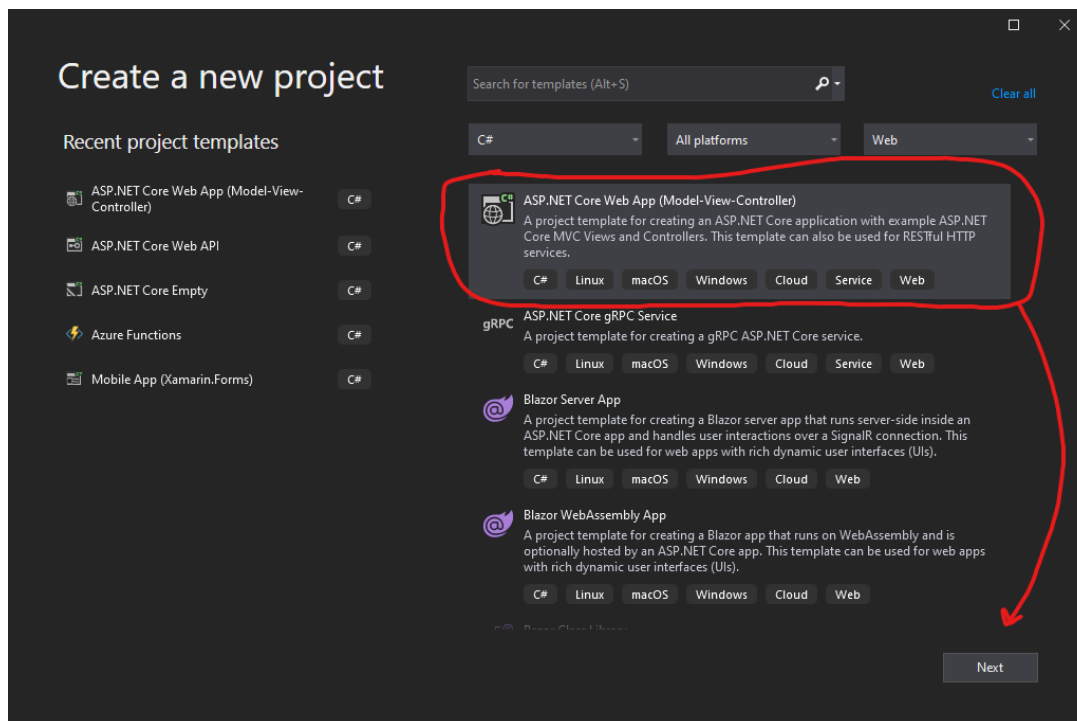 Create a new project
Search for templates (Alt+S)
Clear all
Recent project templates
C#
All platforms
Web
ASP.NET Core Web App (Model-View-
Controller)
C#
ASP.NET Core Web API
C#
ASP.NET Core Empty
C#
Azure Functions
C#
Mobile App (Xamarin.Forms)
C#
C#
ASP.NET Core Web App (Model-View-Controller)
A project template for creating an ASP.NET Core application with example ASP.NET
Core MVC Views and Controllers. This template can also be used for RESTful HTTP
services.
C# Linux macOS Windows Cloud Service Web
gRPC
ASP.NET Core gRPC Service
A project template for creating a gRPC ASP.NET Core service.
C# Linux macOS Windows Cloud Service Web
Blazor Server App
A project template for creating a Blazor server app that runs server-side inside an
ASP.NET Core app and handles user interactions over a SignalR connection. This
template can be used for web apps with rich dynamic user interfaces (UIs).
C# Linux macOS Windows Cloud Web
Blazor WebAssembly App
A project template for creating a Blazor app that runs on WebAssembly and is
optionally hosted by an ASP.NET Core app. This template can be used for web apps
with rich dynamic user interfaces (UIs).
C# Linux macOS Windows Cloud Web
Razor Class Library
Next